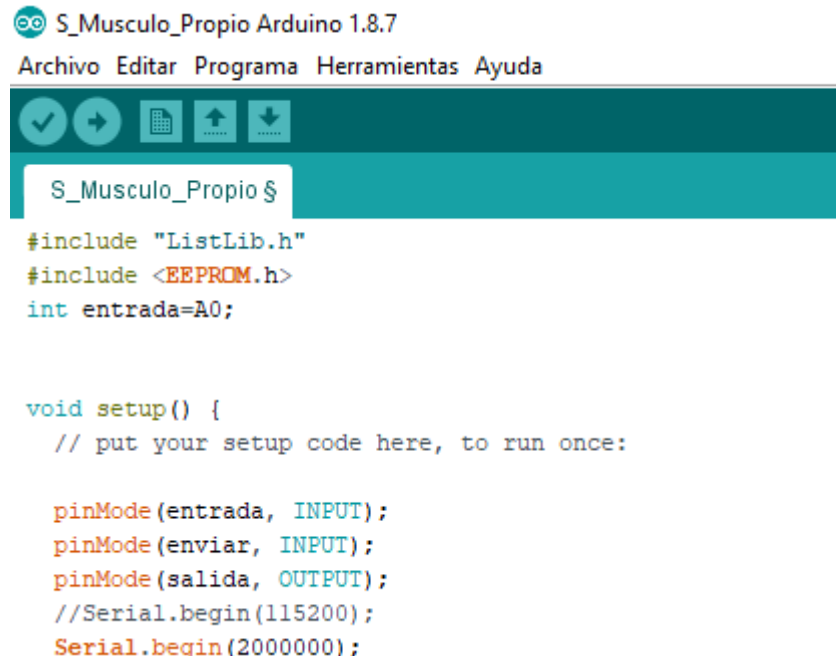 S_Musculo_Propio Arduino 1.8.7
Archivo Editar Programa Herramientas Ayuda
S_Musculo_Propio §
#include "ListLib.h"
#include <EEPROM.h>
int entrada=A0;
void setup() {
// put your setup code here, to run once:
pinMode(entrada, INPUT);
pinMode(enviar, INPUT);
pinMode(salida, OUTPUT);
//Serial.begin(115200);
Serial.begin(2000000);